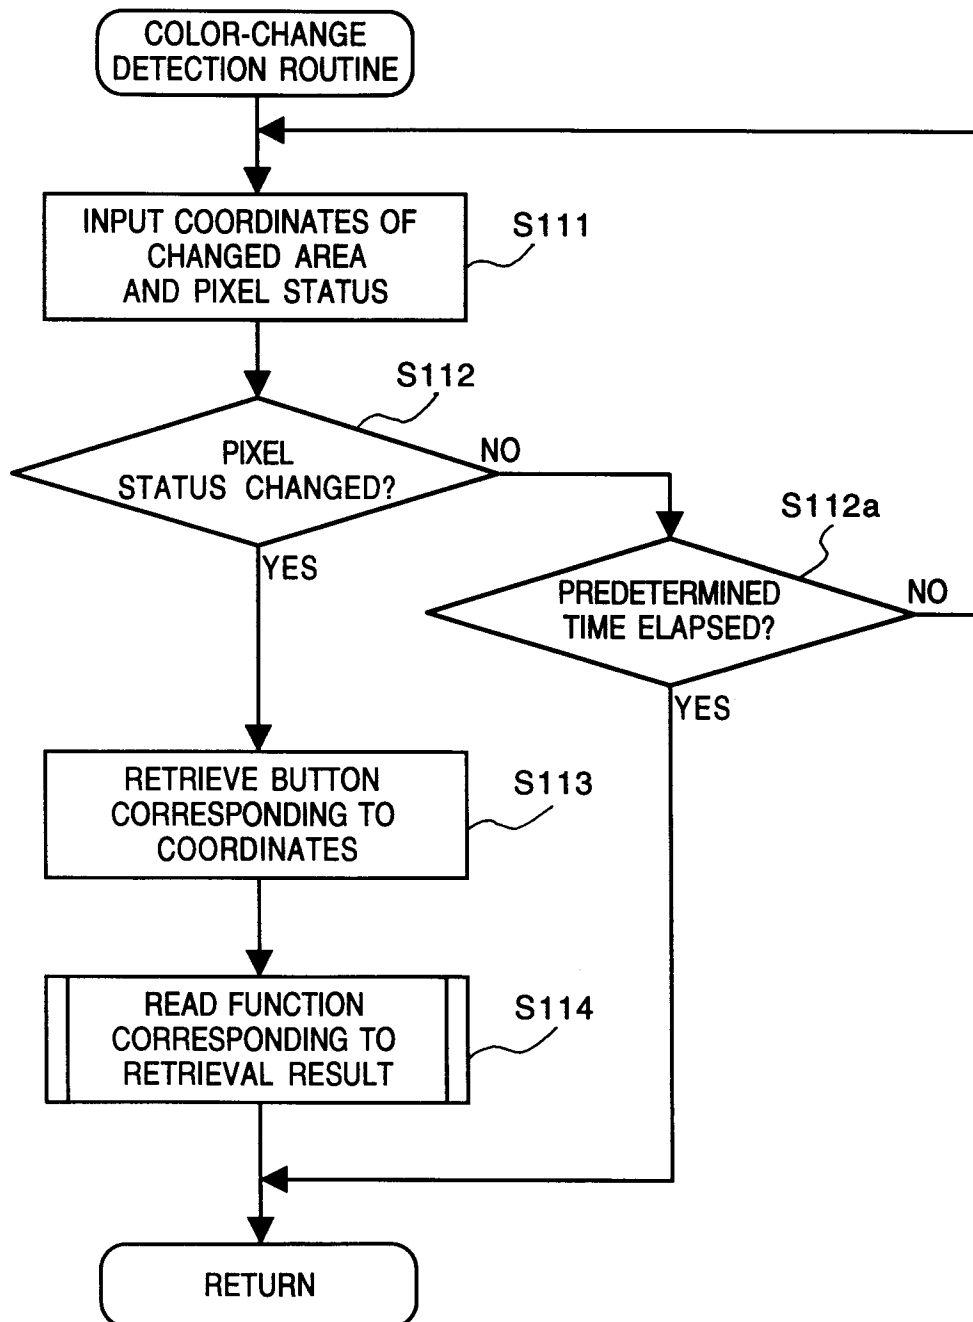 COLOR-CHANGE
DETECTION ROUTINE
INPUT COORDINATES OF
CHANGED AREA
AND PIXEL STATUS
S111
S112
PIXEL
STATUS CHANGED?
NO
YES
S112a
PREDETERMINED
TIME ELAPSED?
NO
YES
RETRIEVE BUTTON
CORRESPONDING TO
COORDINATES
S113
READ FUNCTION
CORRESPONDING TO
RETRIEVAL RESULT
S114
RETURN